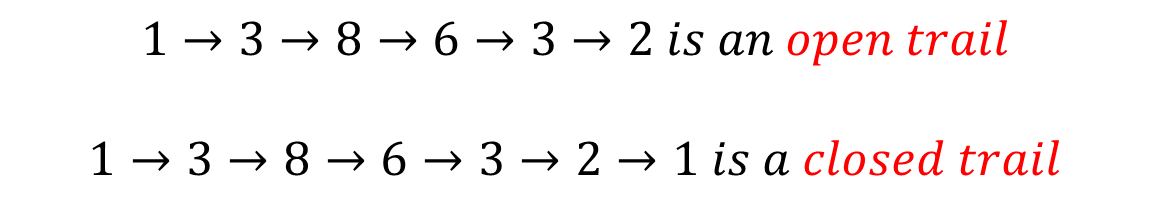 1 → 3 → 8 → 6 → 3 → 2 is an open trail
1 → 3 → 8 → 6 → 3 → 2 → 1 is a closed trail